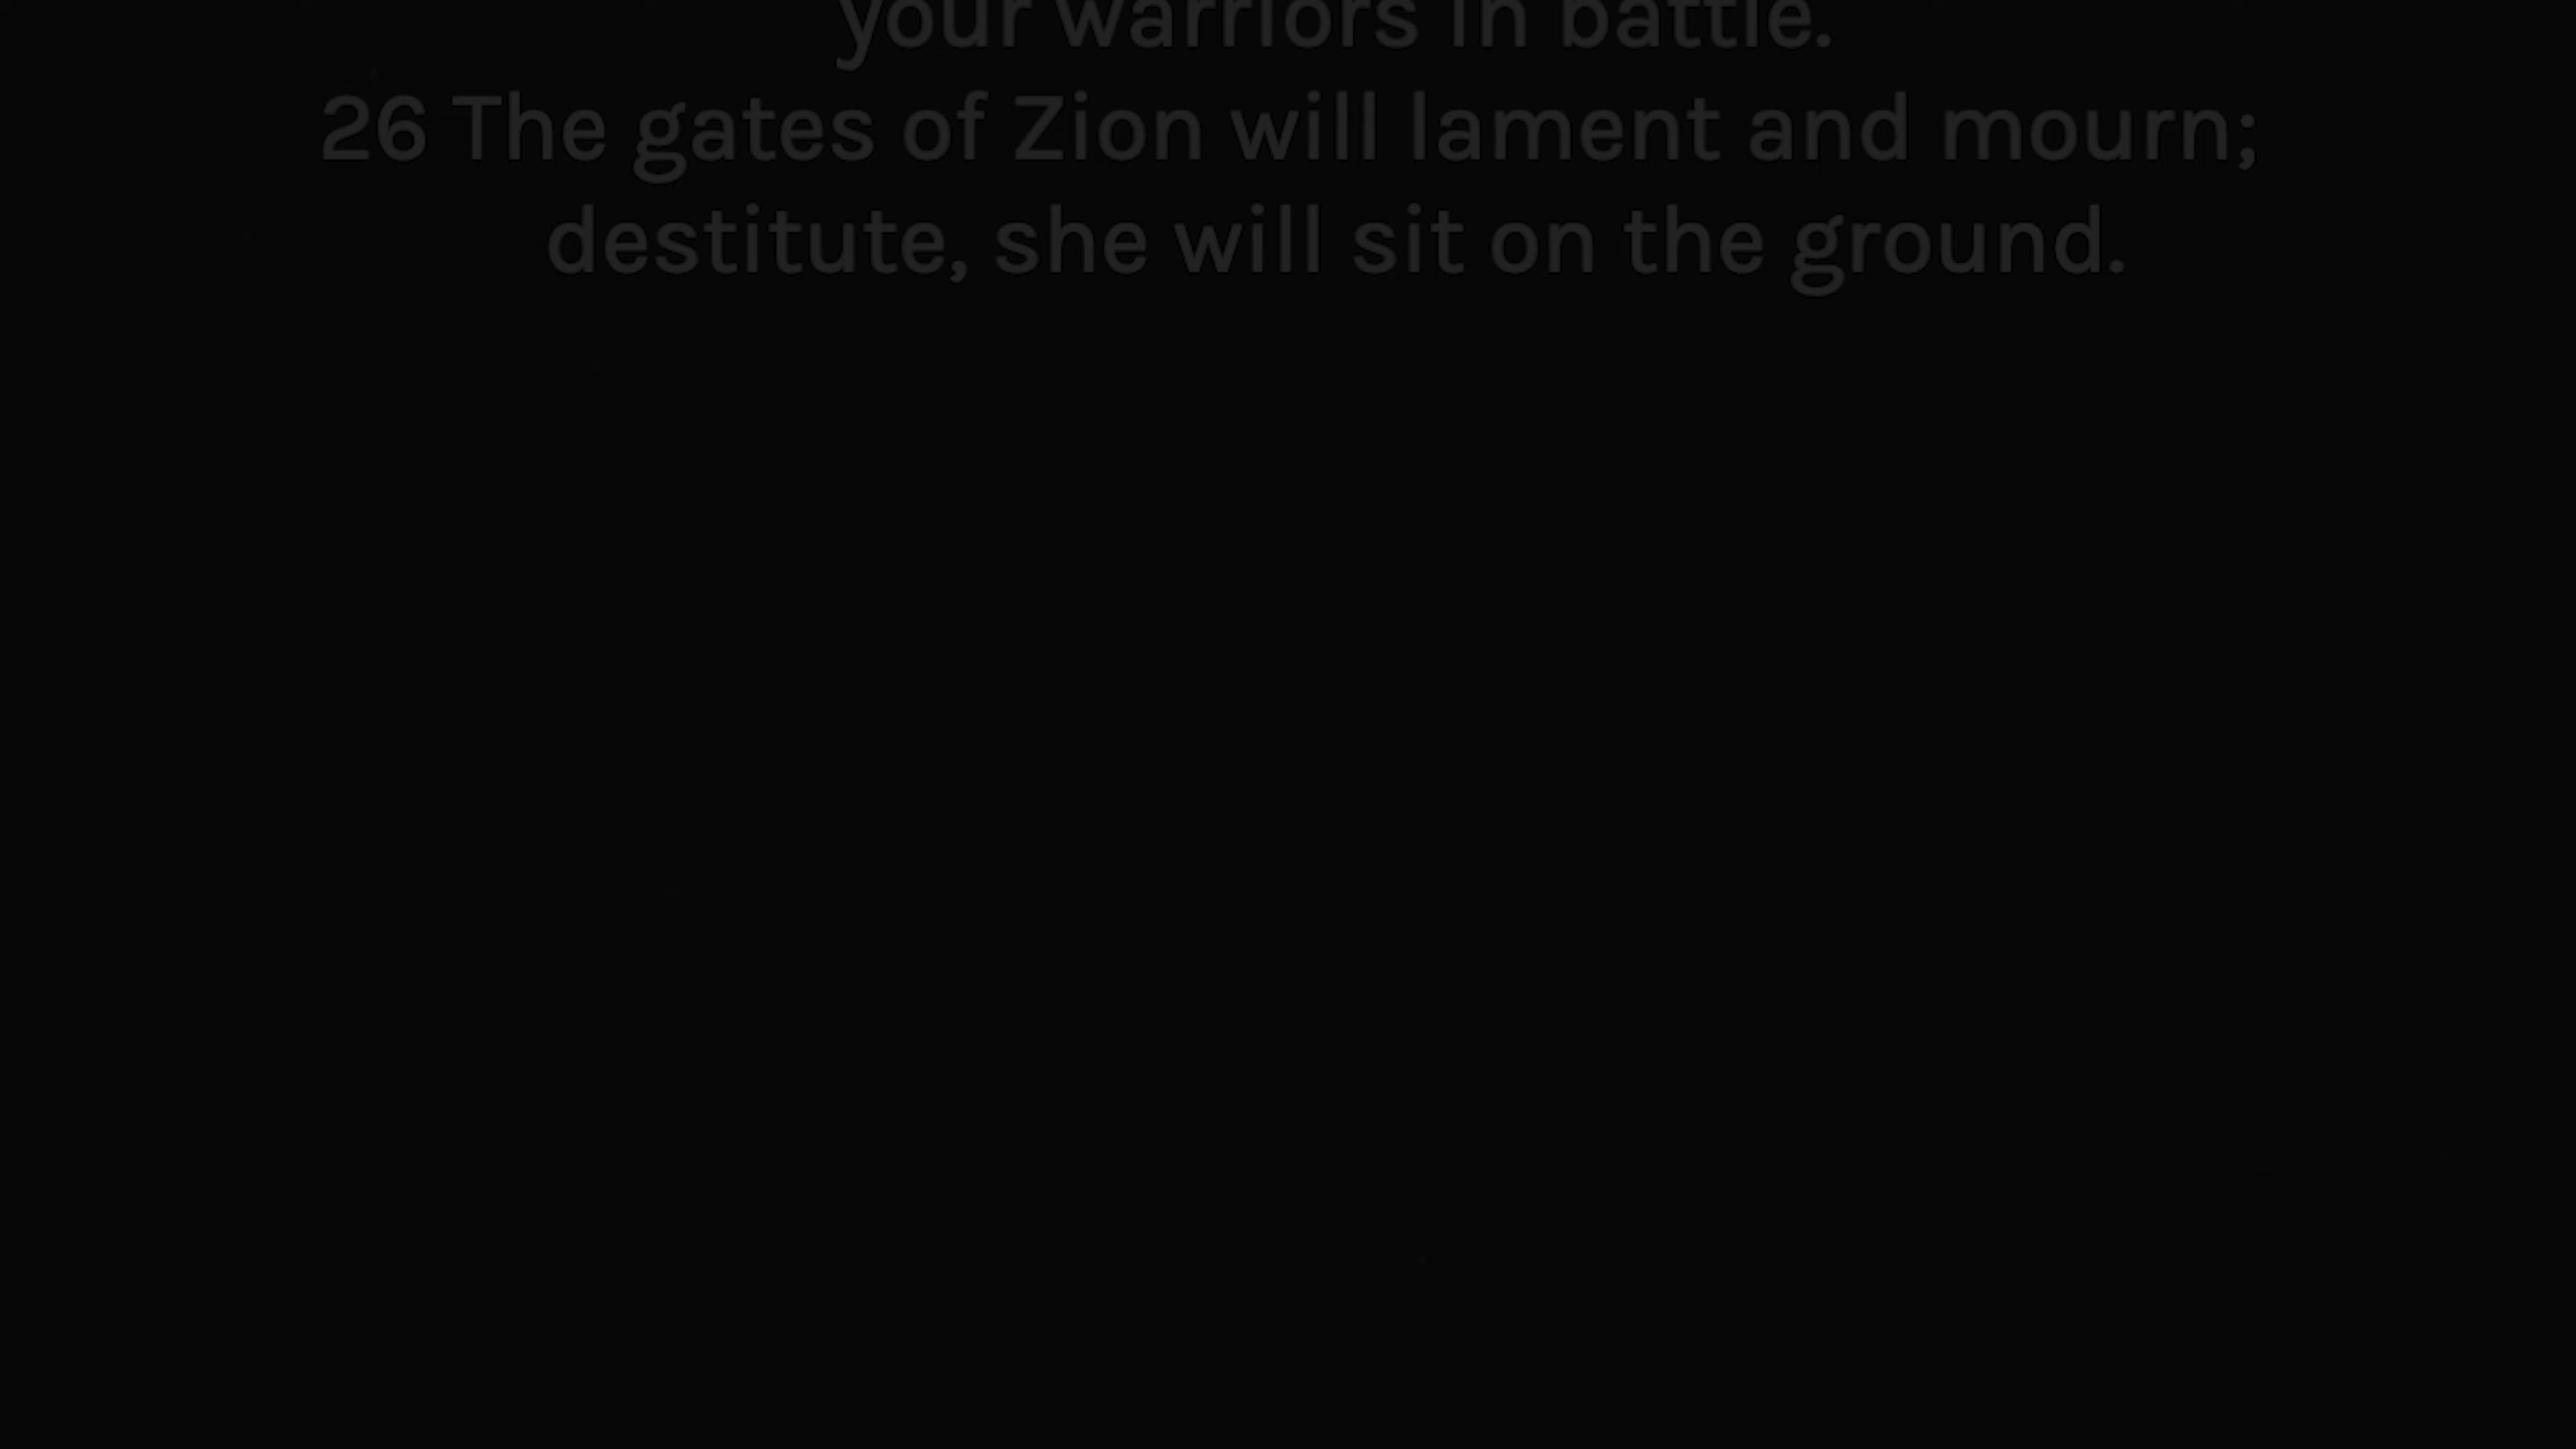 your warriors in battle.
26 The gates of Zion will lament and mourn;
destitute, she will sit on the ground.